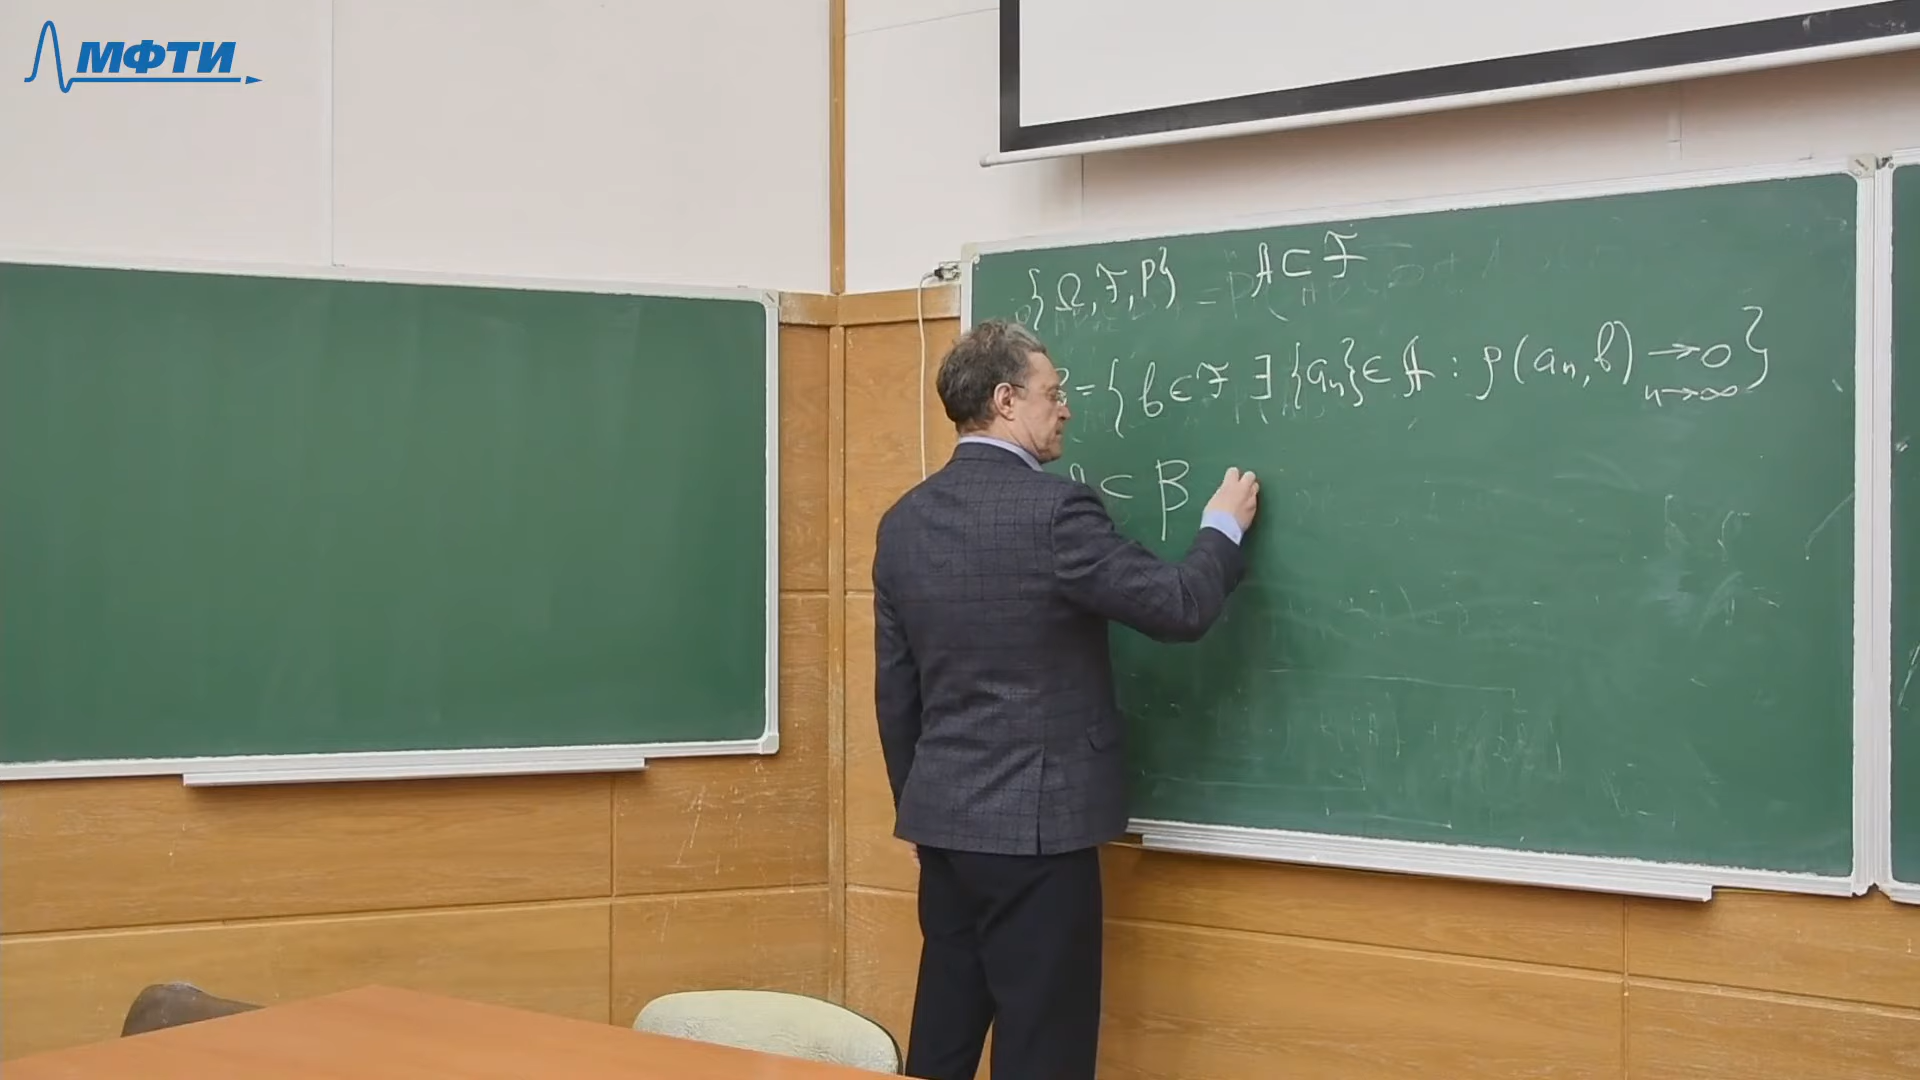 МФТИ
{Ω, ℱ, P} 𝒜 ⊂ ℱ
= {b ∈ ℱ ∃ {aₙ} ∈ 𝒜 : ρ(aₙ, b) → 0}
n→∞
𝒜 ⊂ B